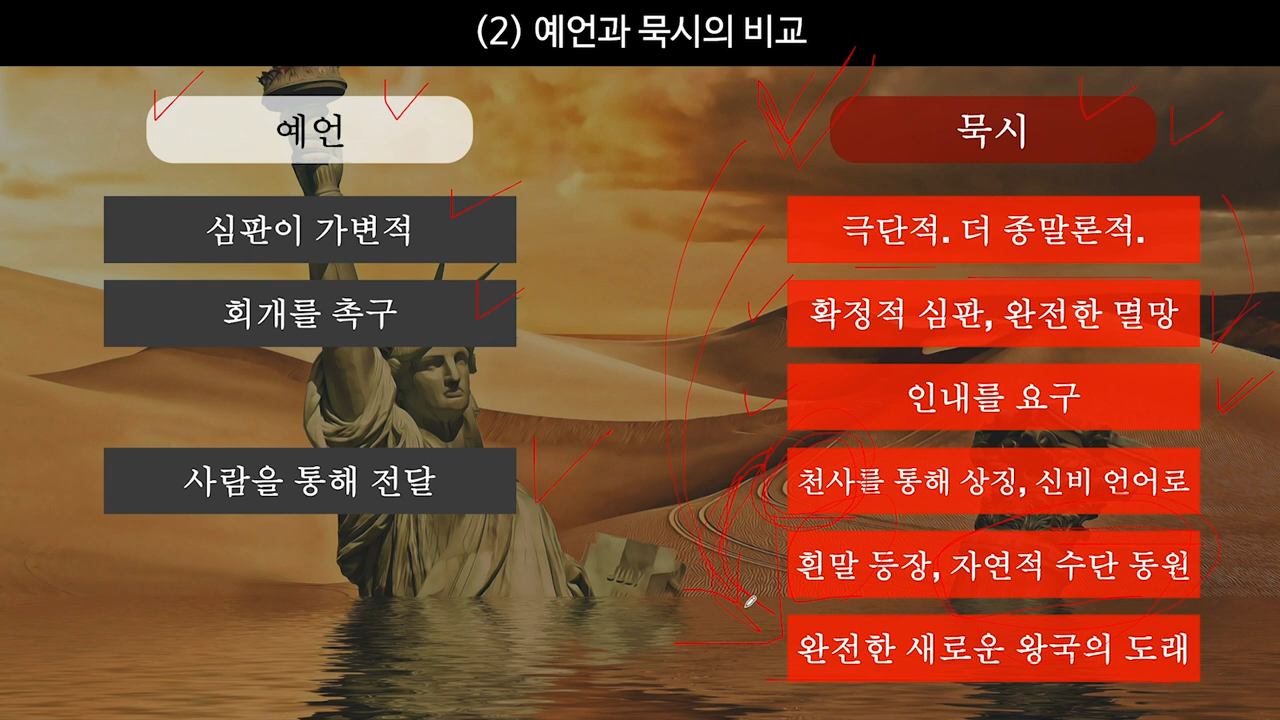 (2) 예언과 묵시의 비교
예언
심판이 가변적
회개를 촉구
사람을 통해 전달
묵시
극단적. 더 종말론적.
확정적 심판, 완전한 멸망
인내를 요구
천사를 통해 상징, 신비 언어로
흰말 등장, 자연적 수단 동원
완전한 새로운 왕국의 도래